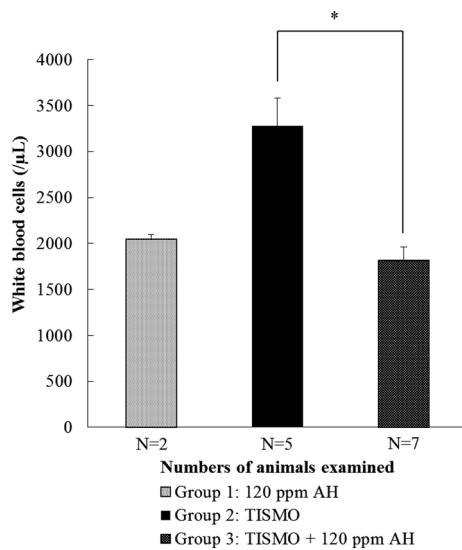 *
4000
3500
3000
2500
2000
1500
1000
500
0
White blood cells (/μL)
N=2 N=5 N=7
Numbers of animals examined
Group 1: 120 ppm AH
Group 2: TISMO
Group 3: TISMO + 120 ppm AH